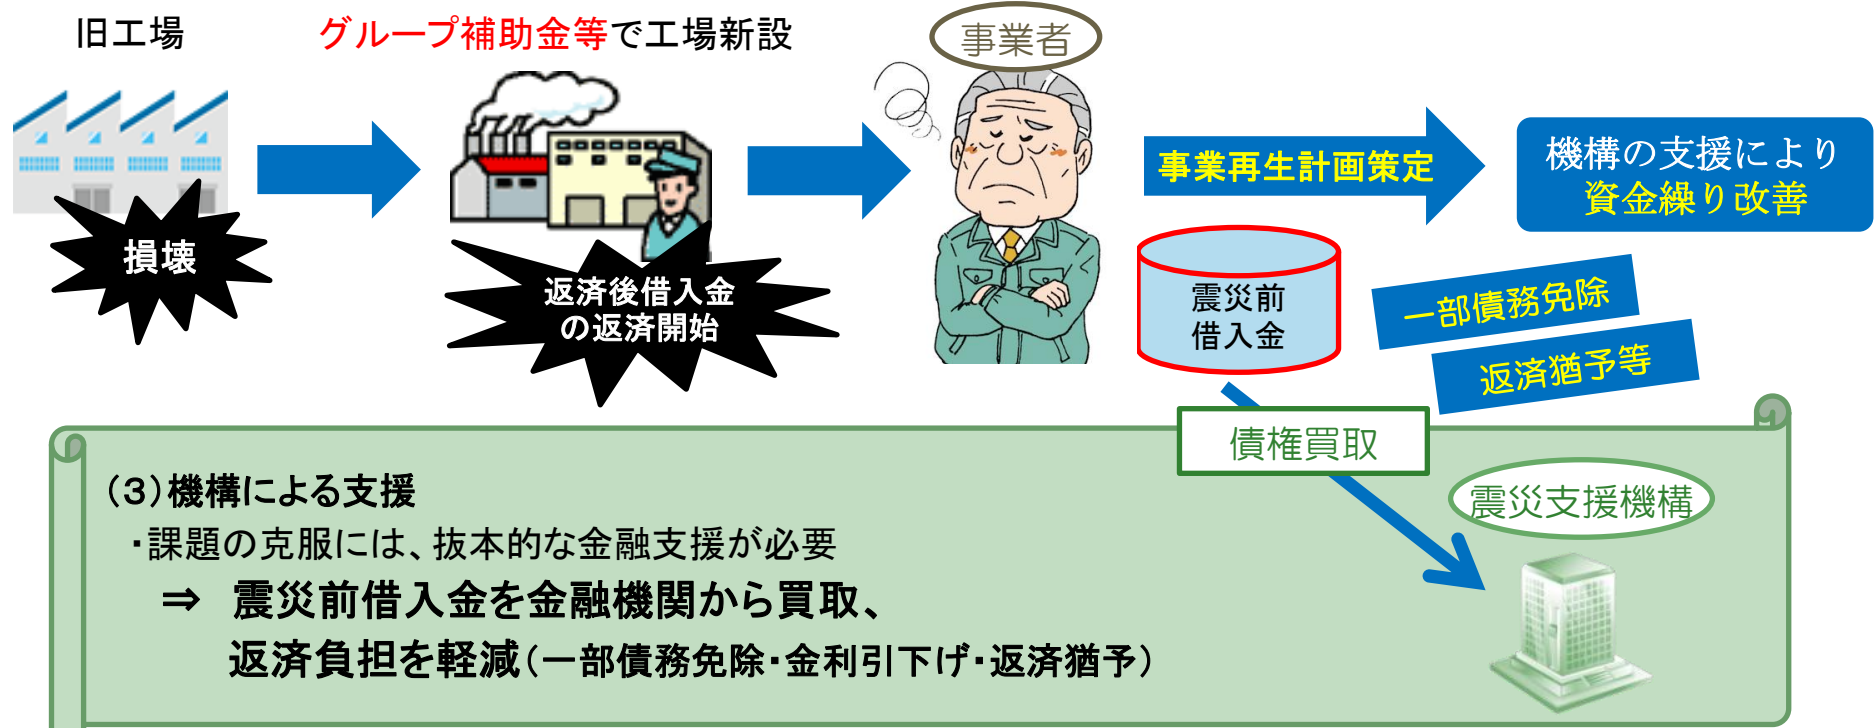 旧工場
グループ補助金等で工場新設
事業者
損壊
返済後借入金
の返済開始
事業再生計画策定
機構の支援により
資金繰り改善
震災前
借入金
一部債務免除
返済猶予等
債権買取
震災支援機構
(3)機構による支援
・課題の克服には、抜本的な金融支援が必要
⇒ 震災前借入金を金融機関から買取、
返済負担を軽減(一部債務免除・金利引下げ・返済猶予)